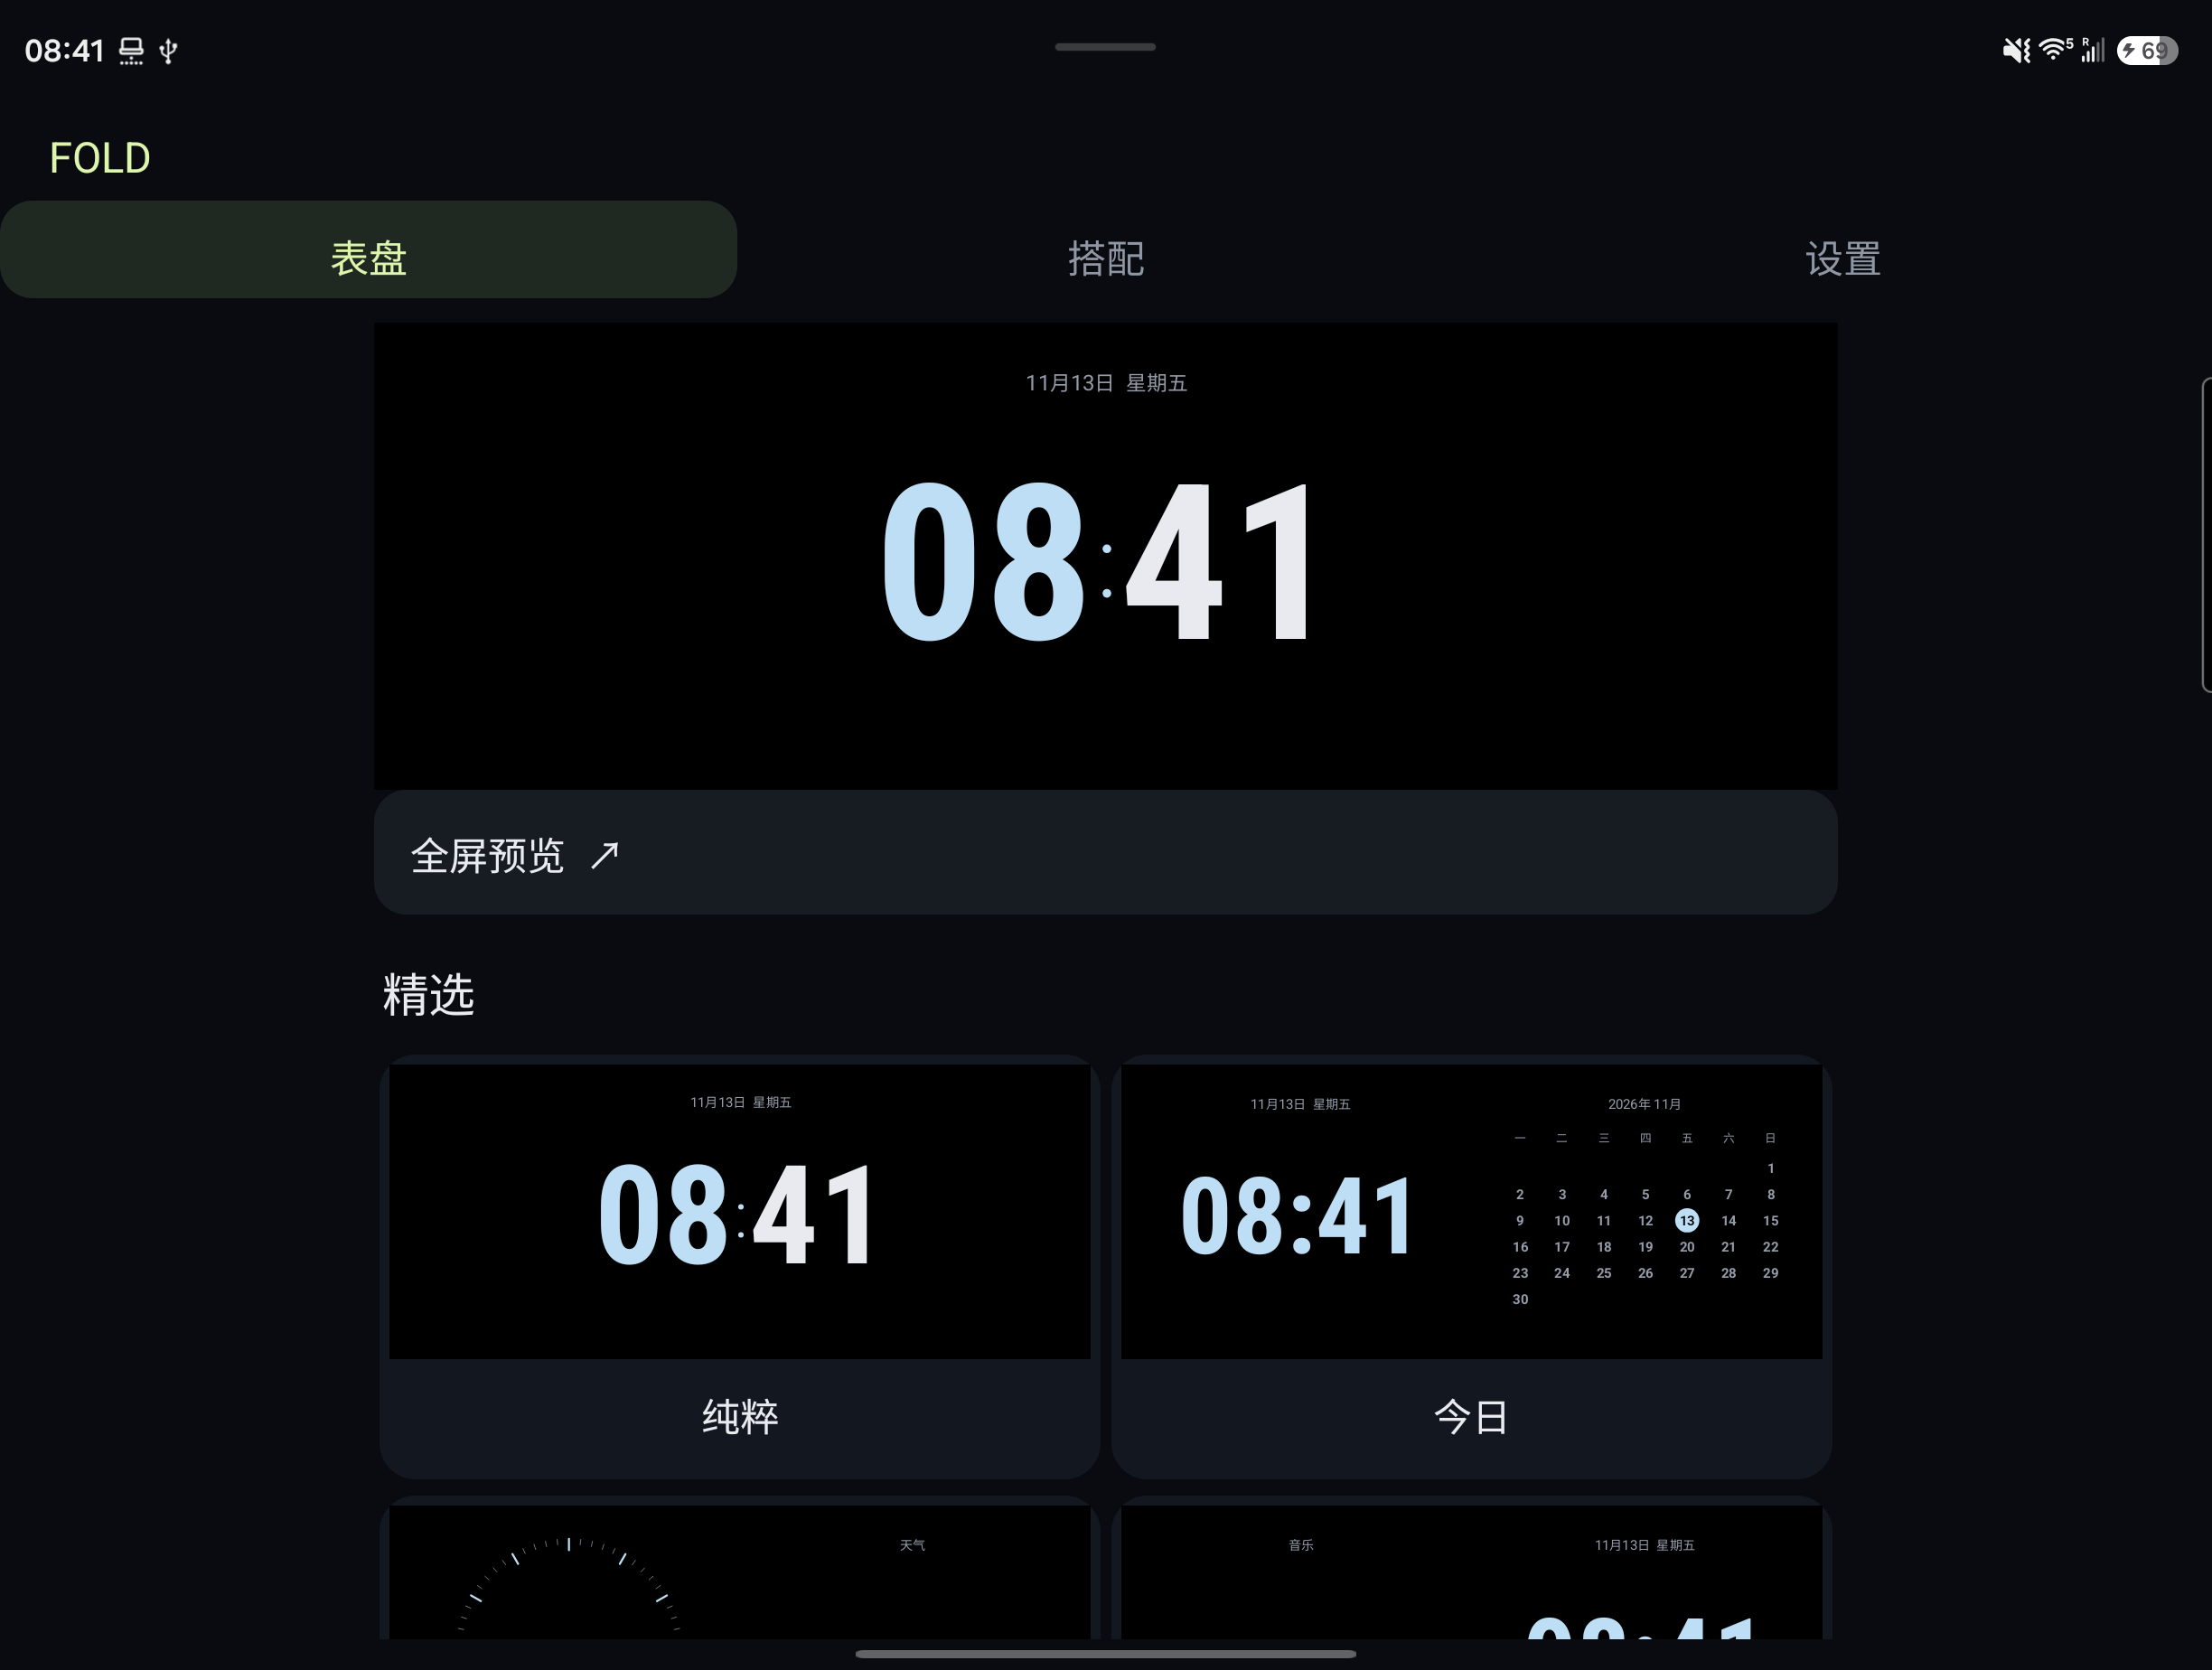 08:41
5 R 69
FOLD
表盘 搭配 设置
11月13日 星期五
08:41
全屏预览 ↗
精选
11月13日 星期五
08:41
纯粹
11月13日 星期五
08:41
2026年 11月
一 二 三 四 五 六 日
1
2 3 4 5 6 7 8
9 10 11 12 13 14 15
16 17 18 19 20 21 22
23 24 25 26 27 28 29
30
今日
天气
音乐
11月13日 星期五
08:41